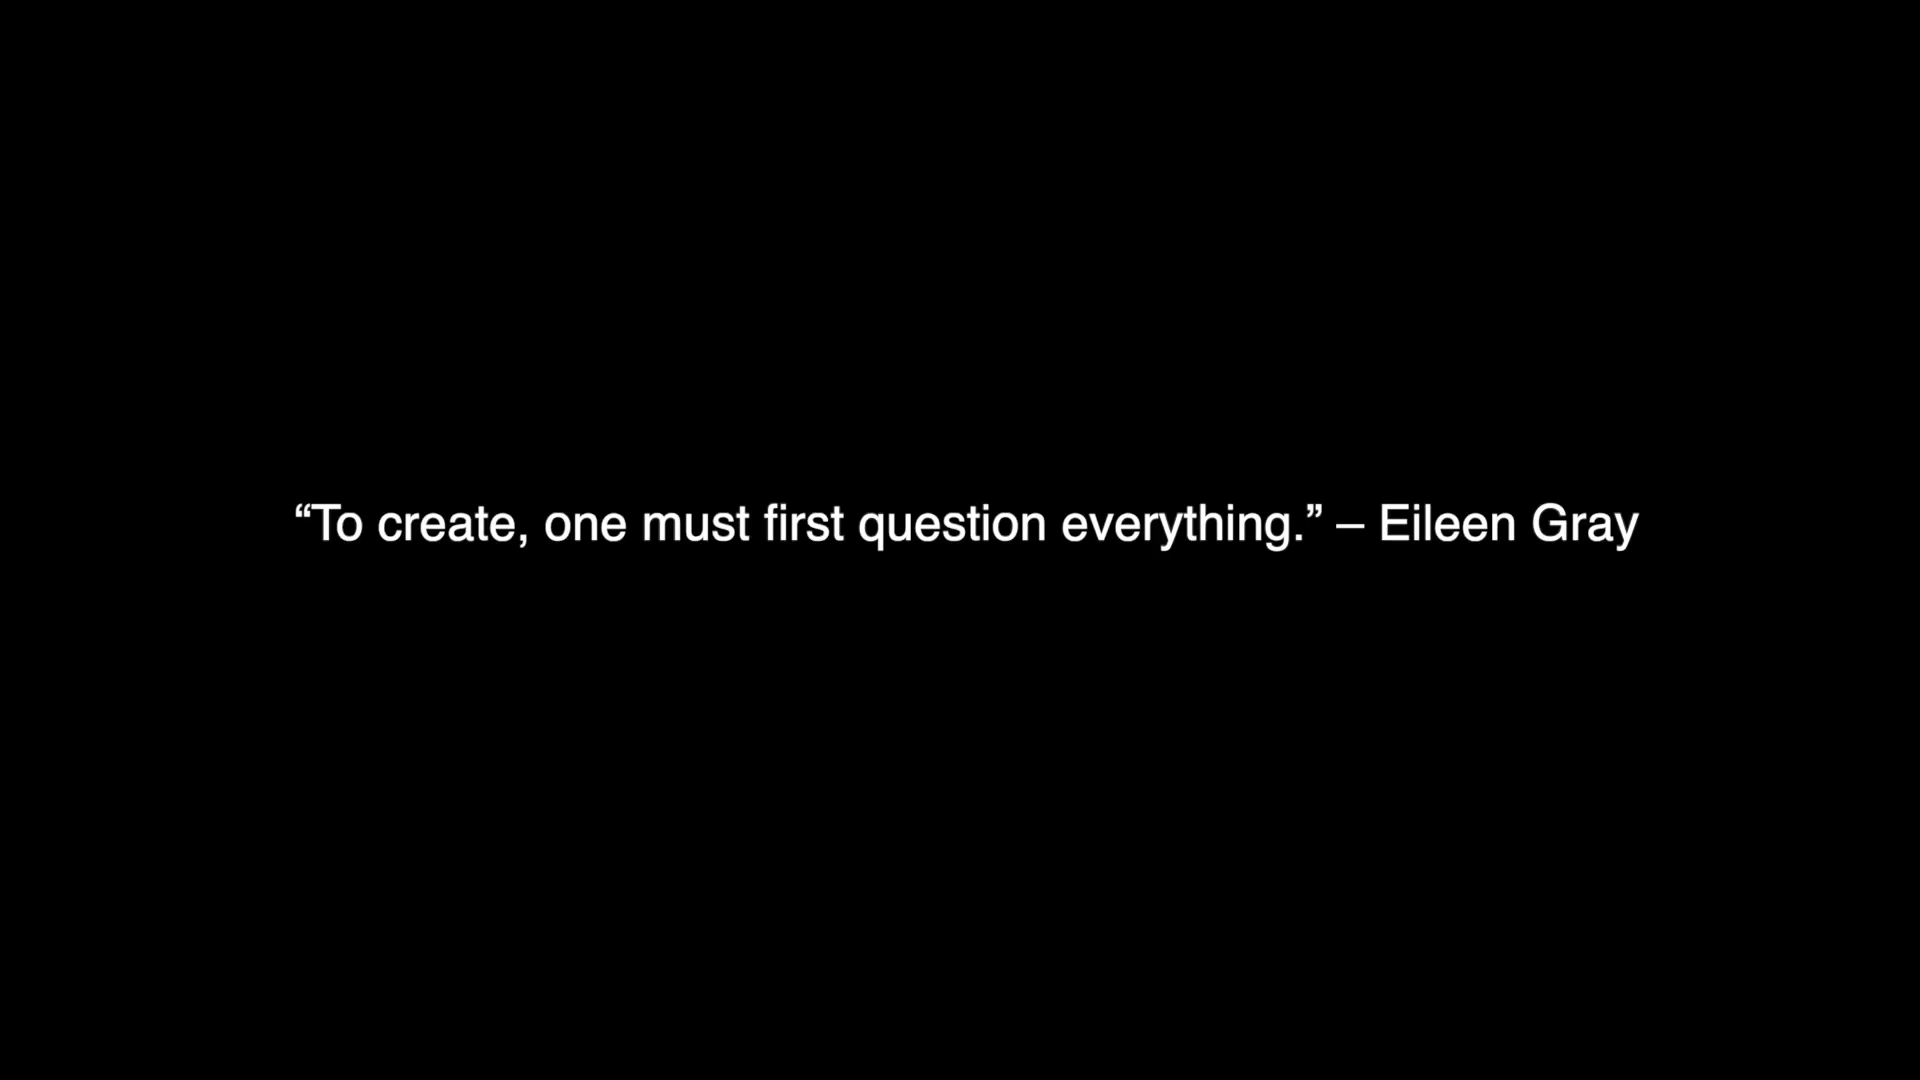 “To create, one must first question everything.” – Eileen Gray